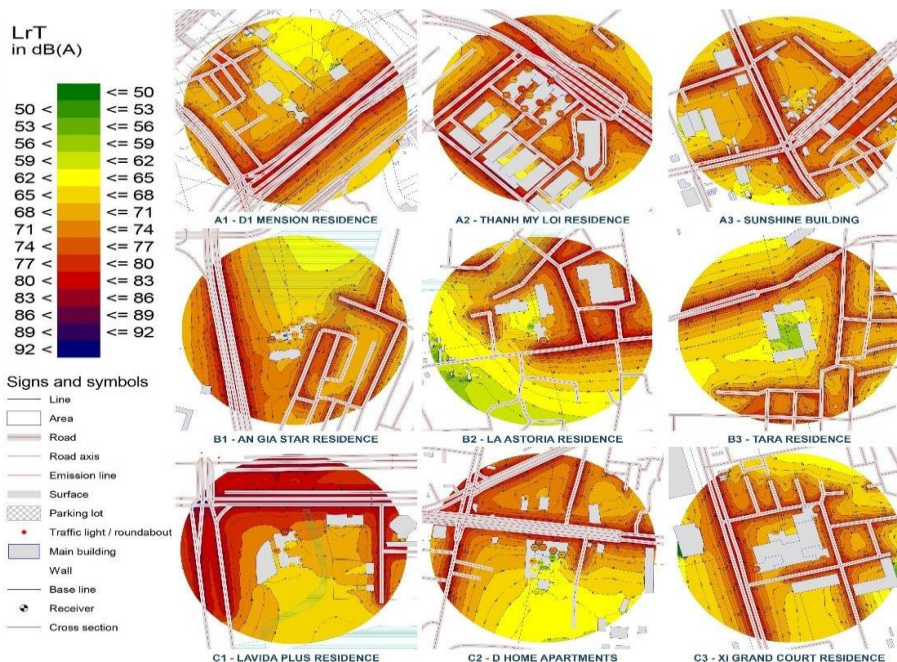 LrT
in dB(A)
<= 50
50 < <= 53
53 < <= 56
56 < <= 59
59 < <= 62
62 < <= 65
65 < <= 68
68 < <= 71
71 < <= 74
74 < <= 77
77 < <= 80
80 < <= 83
83 < <= 86
86 < <= 89
89 < <= 92
92 <
Signs and symbols
Line
Area
Road
Road axis
Emission line
Surface
Parking lot
Traffic light / roundabout
Main building
Wall
Base line
Receiver
Cross section
A1 - D1 MENSION RESIDENCE
A2 - THANH MY LOI RESIDENCE
A3 - SUNSHINE BUILDING
B1 - AN GIA STAR RESIDENCE
B2 - LA ASTORIA RESIDENCE
B3 - TARA RESIDENCE
C1 - LAVIDA PLUS RESIDENCE
C2 - D HOME APARTMENTS
C3 - XI GRAND COURT RESIDENCE